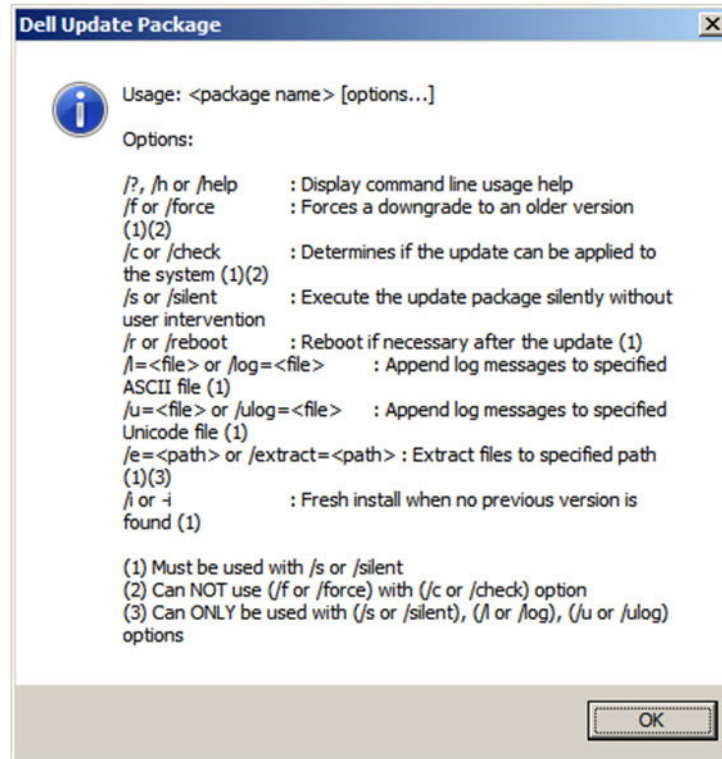 Dell Update Package
Usage: <package name> [options...]
Options:
/?, /h or /help : Display command line usage help
/f or /force : Forces a downgrade to an older version
(1)(2)
/c or /check : Determines if the update can be applied to
the system (1)(2)
/s or /silent : Execute the update package silently without
user intervention
/r or /reboot : Reboot if necessary after the update (1)
/l=<file> or /log=<file> : Append log messages to specified
ASCII file (1)
/u=<file> or /ulog=<file> : Append log messages to specified
Unicode file (1)
/e=<path> or /extract=<path> : Extract files to specified path
(1)(3)
/i or -i : Fresh install when no previous version is
found (1)
(1) Must be used with /s or /silent
(2) Can NOT use (/f or /force) with (/c or /check) option
(3) Can ONLY be used with (/s or /silent), (/l or /log), (/u or /ulog)
options
OK